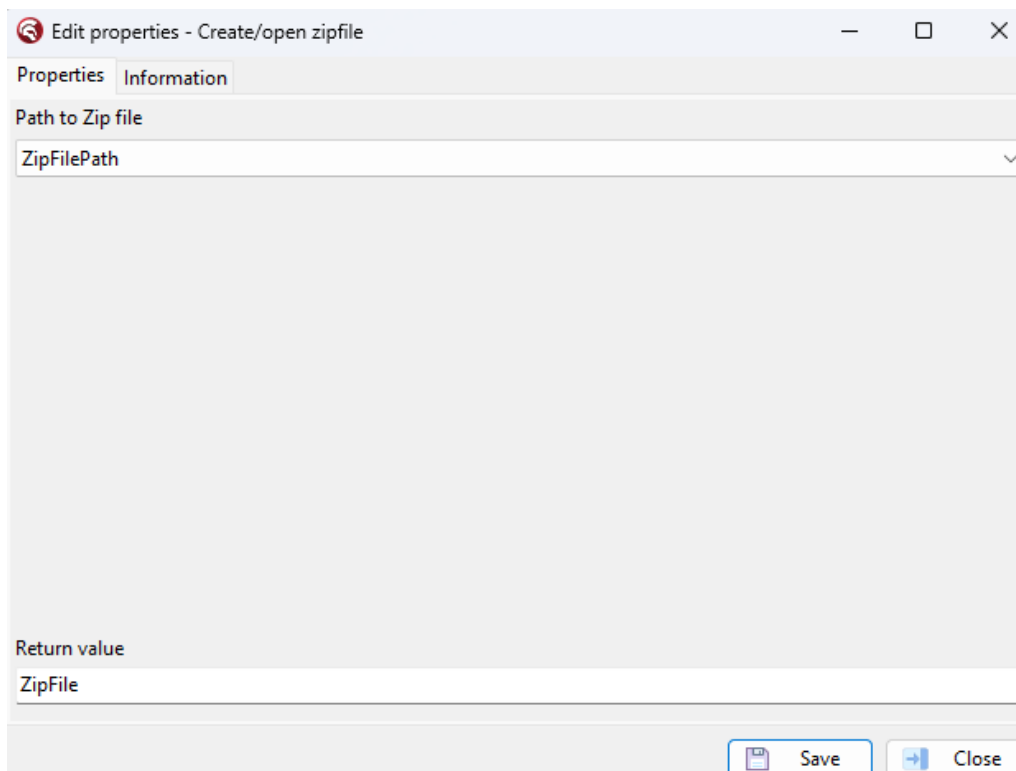 Edit properties - Create/open zipfile
Properties Information
Path to Zip file
ZipFilePath
Return value
ZipFile
Save Close